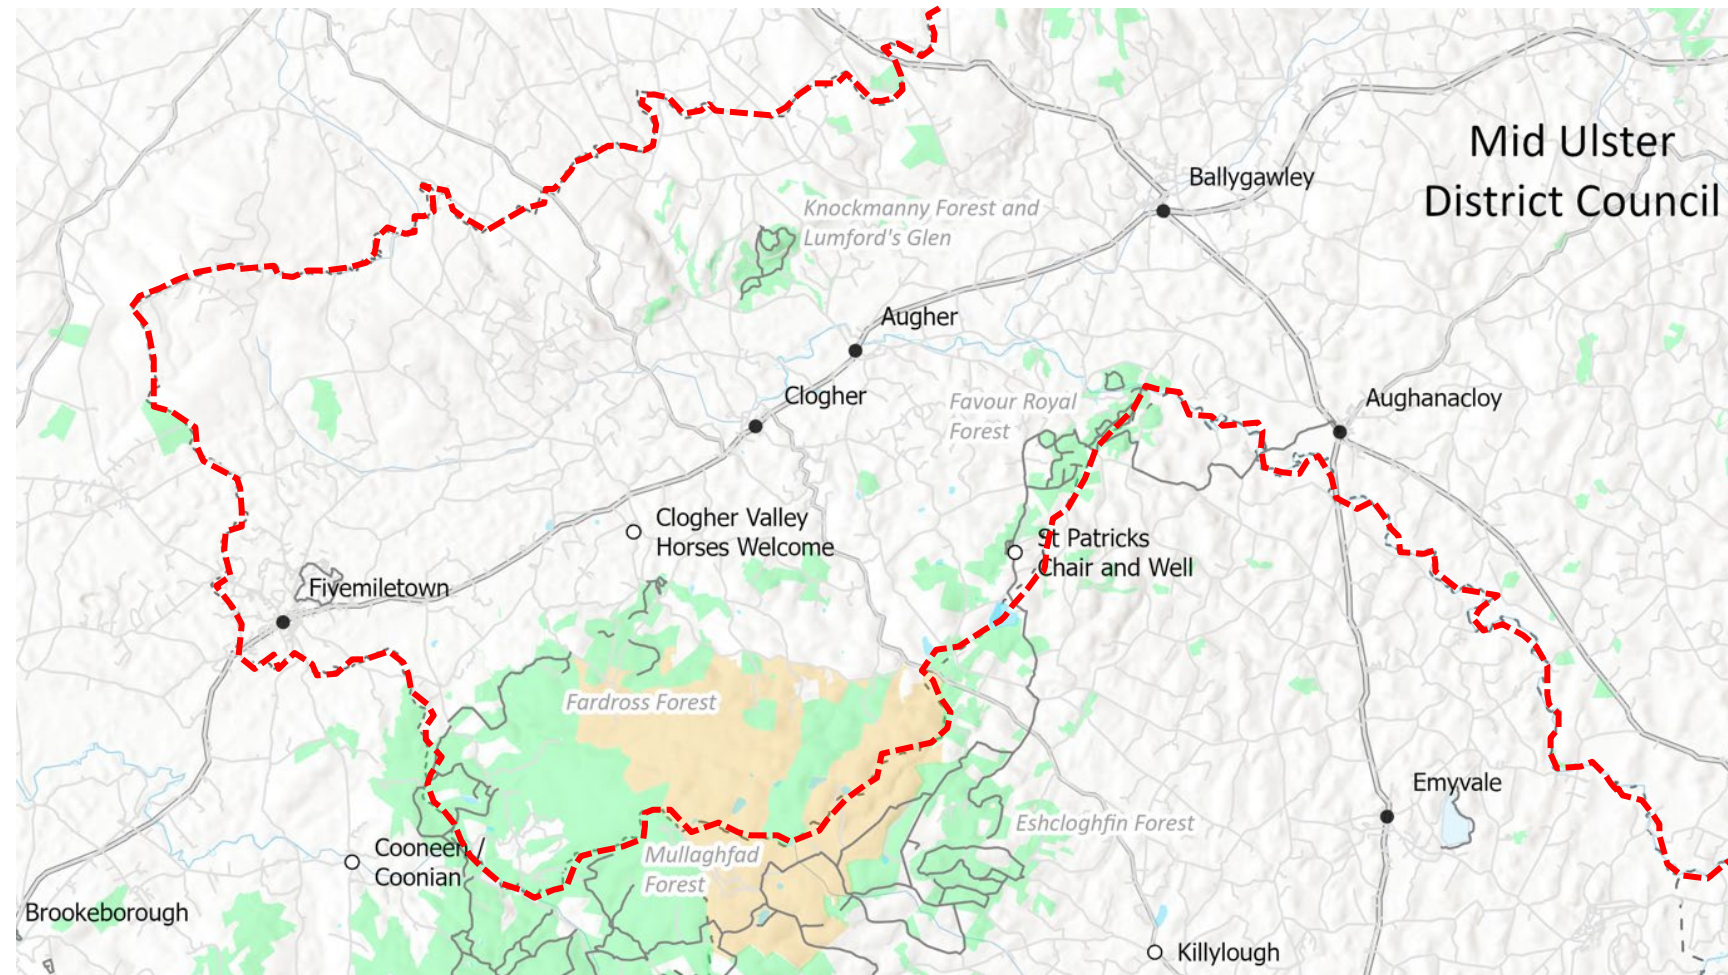 Mid Ulster
District Council
Ballygawley
Knockmanny Forest and
Lumford's Glen
Augher
Clogher
Favour Royal
Forest
Aughanacloy
Clogher Valley
Horses Welcome
St Patricks
Chair and Well
Fivemiletown
Fardross Forest
Emyvale
Eshcloghfin Forest
Cooneen /
Coonian
Mullaghfad
Forest
Brookeborough
Killylough